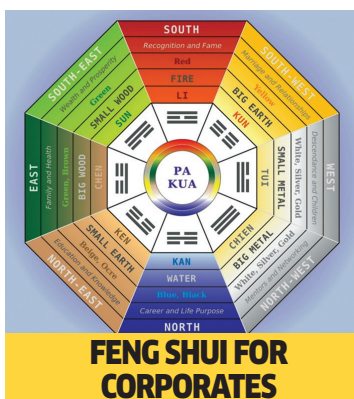 SOUTH
Recognition and Fame
Red
FIRE
LI
SOUTH-WEST
Marriage and Relationships
Yellow
BIG EARTH
KUN
WEST
Descendance and Children
White, Silver, Gold
SMALL METAL
TUI
NORTH-WEST
Mentors and Networking
White, Silver, Gold
BIG METAL
CHIEN
KAN
WATER
Blue, Black
Career and Life Purpose
NORTH
KEN
SMALL EARTH
Beige, Ocre
Education and Knowledge
NORTH-EAST
EAST
Family and Health
Green, Brown
BIG WOOD
CHEN
SOUTH-EAST
Wealth and Prosperity
Green
SMALL WOOD
SUN
PA
KUA
FENG SHUI FOR
CORPORATES